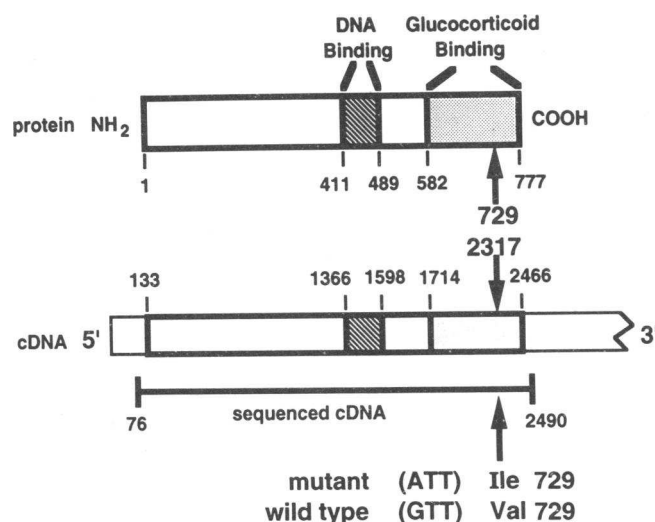 DNA Binding
Glucocorticoid Binding
protein NH2
COOH
1
411
489
582
777
729
2317
133
1366
1598
1714
2466
cDNA 5'
3'
sequenced cDNA
76
2490
mutant (ATT) Ile 729
wild type (GTT) Val 729